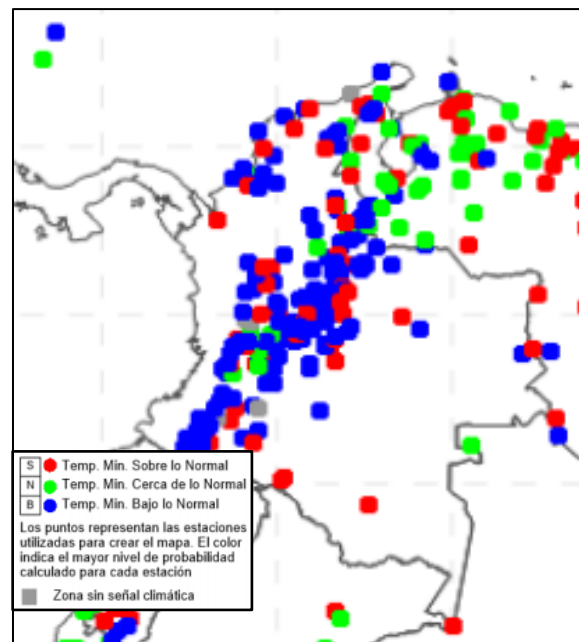 S Temp. Min. Sobre lo Normal
N Temp. Min. Cerca de lo Normal
B Temp. Min. Bajo lo Normal
Los puntos representan las estaciones
utilizadas para crear el mapa. El color
indica el mayor nivel de probabilidad
calculado para cada estación
Zona sin señal climática